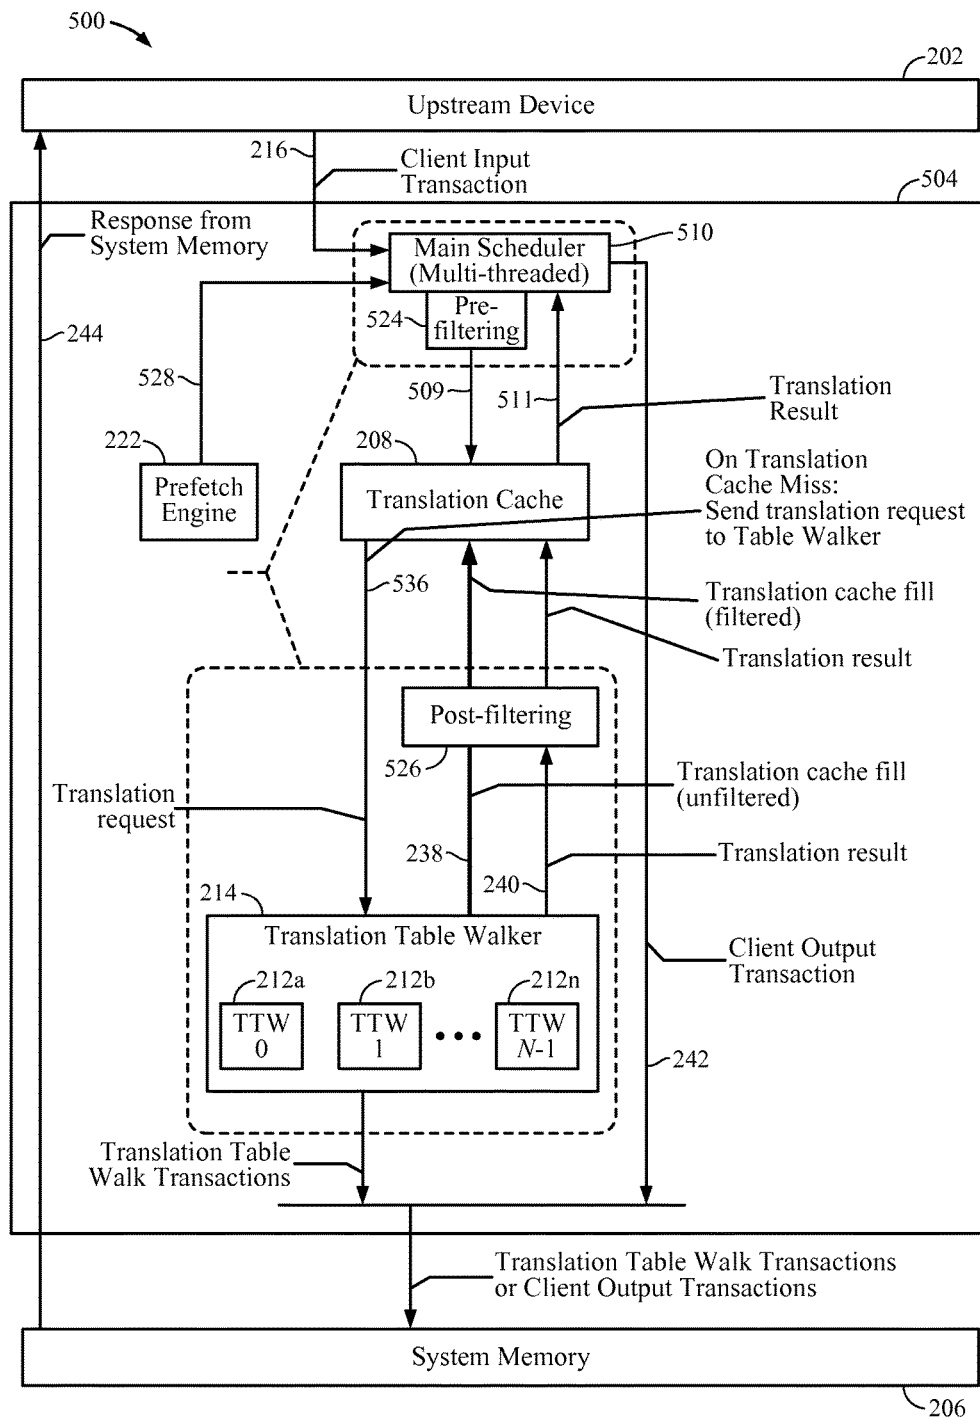 500
202
Upstream Device
216
Client Input
Transaction
504
Response from
System Memory
510
Main Scheduler
(Multi-threaded)
524
Pre-
filtering
244
528
509
511
Translation
Result
222
208
Prefetch
Engine
Translation Cache
On Translation
Cache Miss:
Send translation request
to Table Walker
536
Translation cache fill
(filtered)
Translation result
Post-filtering
526
Translation cache fill
(unfiltered)
Translation
request
238
240
Translation result
214
Translation Table Walker
212a
212b
212n
TTW
0
TTW
1
TTW
N-1
Client Output
Transaction
242
Translation Table
Walk Transactions
Translation Table Walk Transactions
or Client Output Transactions
System Memory
206